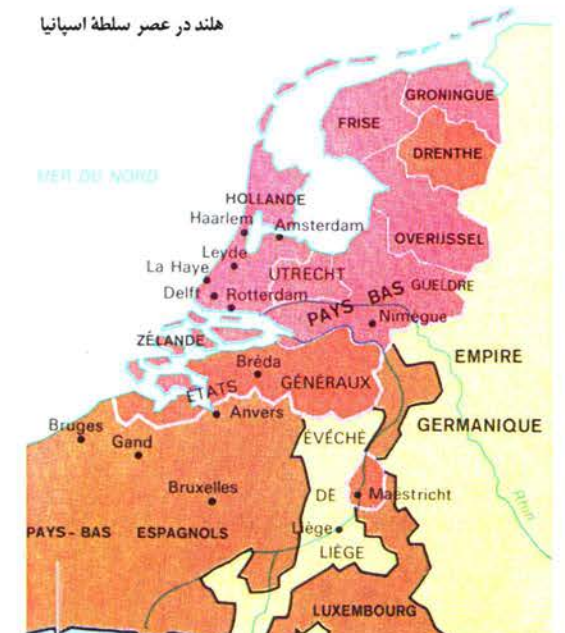 هلند در عصر سلطهٔ اسپانیا
GRONINGUE
FRISE
DRENTHE
MER DU NORD
HOLLANDE
Haarlem
Amsterdam
OVERIJSSEL
Leyde
La Haye
UTRECHT
GUELDRE
Delft
Rotterdam
PAYS BAS
Nimègue
ZÉLANDE
Bréda
EMPIRE
ETATS GÉNÉRAUX
Anvers
GERMANIQUE
Bruges
Gand
ÉVÊCHÉ
Bruxelles
DE
Maestricht
Rhin
PAYS-BAS ESPAGNOLS
Liège
LIÈGE
LUXEMBOURG